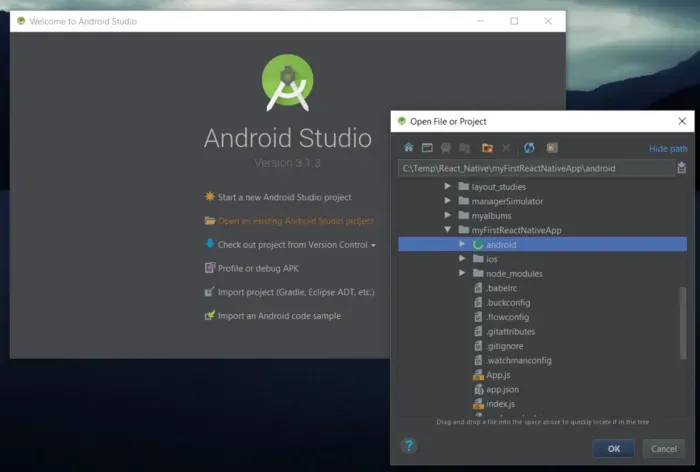 Welcome to Android Studio
Android Studio
Version 3.1.3
Start a new Android Studio project
Open an existing Android Studio project
Check out project from Version Control
Profile or debug APK
Import project (Gradle, Eclipse ADT, etc.)
Import an Android code sample
Open File or Project
Hide path
C:\Temp\React_Native\myFirstReactNativeApp\android
layout_studies
managerSimulator
myalbums
myFirstReactNativeApp
android
ios
node_modules
.babelrc
.buckconfig
.flowconfig
.gitattributes
.gitignore
.watchmanconfig
App.js
app.json
index.js
Drag and drop a file into the space above to quickly locate it in the tree
?
OK
Cancel